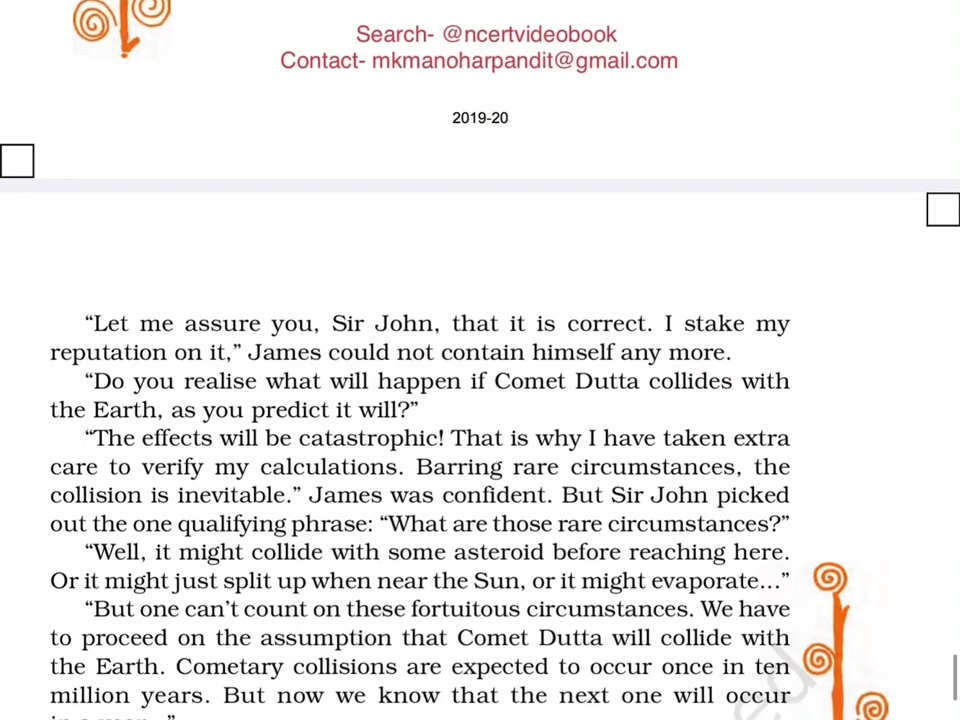 Search- @ncertvideobook
Contact- mkmanoharpandit@gmail.com
2019-20
“Let me assure you, Sir John, that it is correct. I stake my
reputation on it,” James could not contain himself any more.
“Do you realise what will happen if Comet Dutta collides with
the Earth, as you predict it will?”
“The effects will be catastrophic! That is why I have taken extra
care to verify my calculations. Barring rare circumstances, the
collision is inevitable.” James was confident. But Sir John picked
out the one qualifying phrase: “What are those rare circumstances?”
“Well, it might collide with some asteroid before reaching here.
Or it might just split up when near the Sun, or it might evaporate...”
“But one can’t count on these fortuitous circumstances. We have
to proceed on the assumption that Comet Dutta will collide with
the Earth. Cometary collisions are expected to occur once in ten
million years. But now we know that the next one will occur